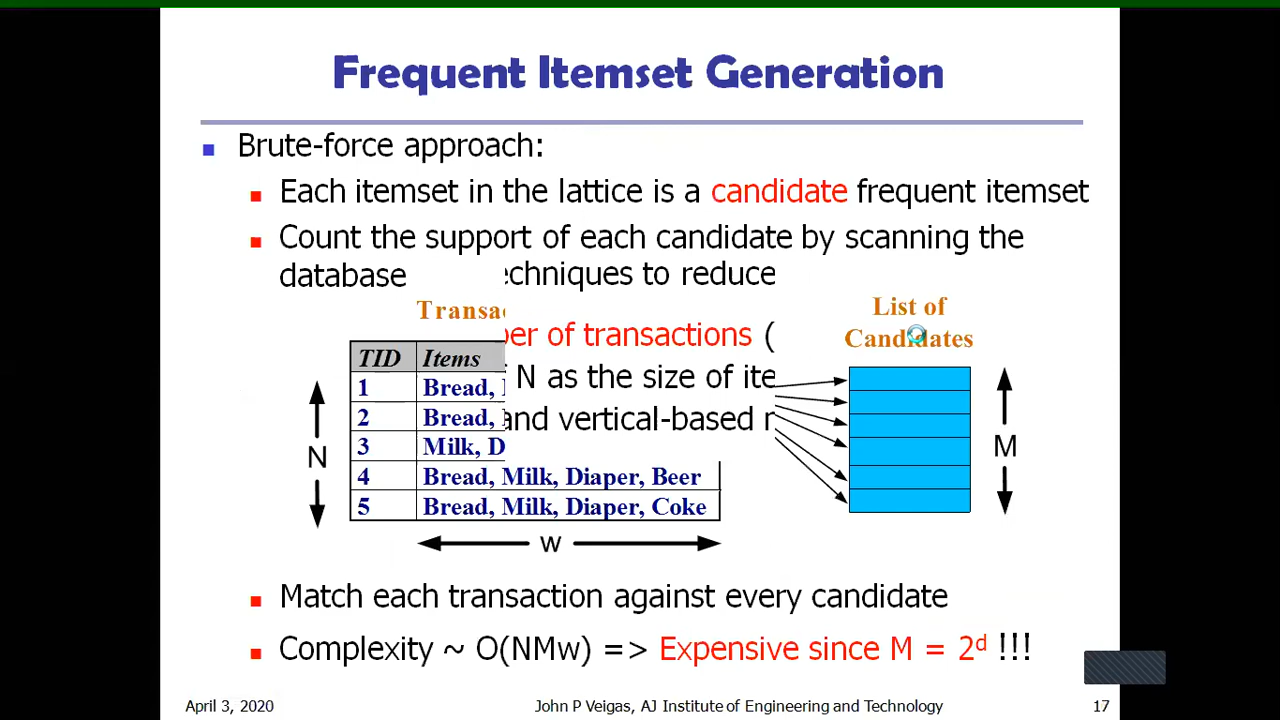 Frequent Itemset Generation
Brute-force approach:
Each itemset in the lattice is a candidate frequent itemset
Count the support of each candidate by scanning the
database
echniques to reduce
Transac
List of
Candidates
ber of transactions (
TID Items
N as the size of ite
1 Bread,
2 Bread,
and vertical-based
3 Milk, D
4 Bread, Milk, Diaper, Beer
5 Bread, Milk, Diaper, Coke
N
M
w
Match each transaction against every candidate
Complexity ~ O(NMw) => Expensive since M = 2ᵈ !!!
April 3, 2020
John P Veigas, AJ Institute of Engineering and Technology
17